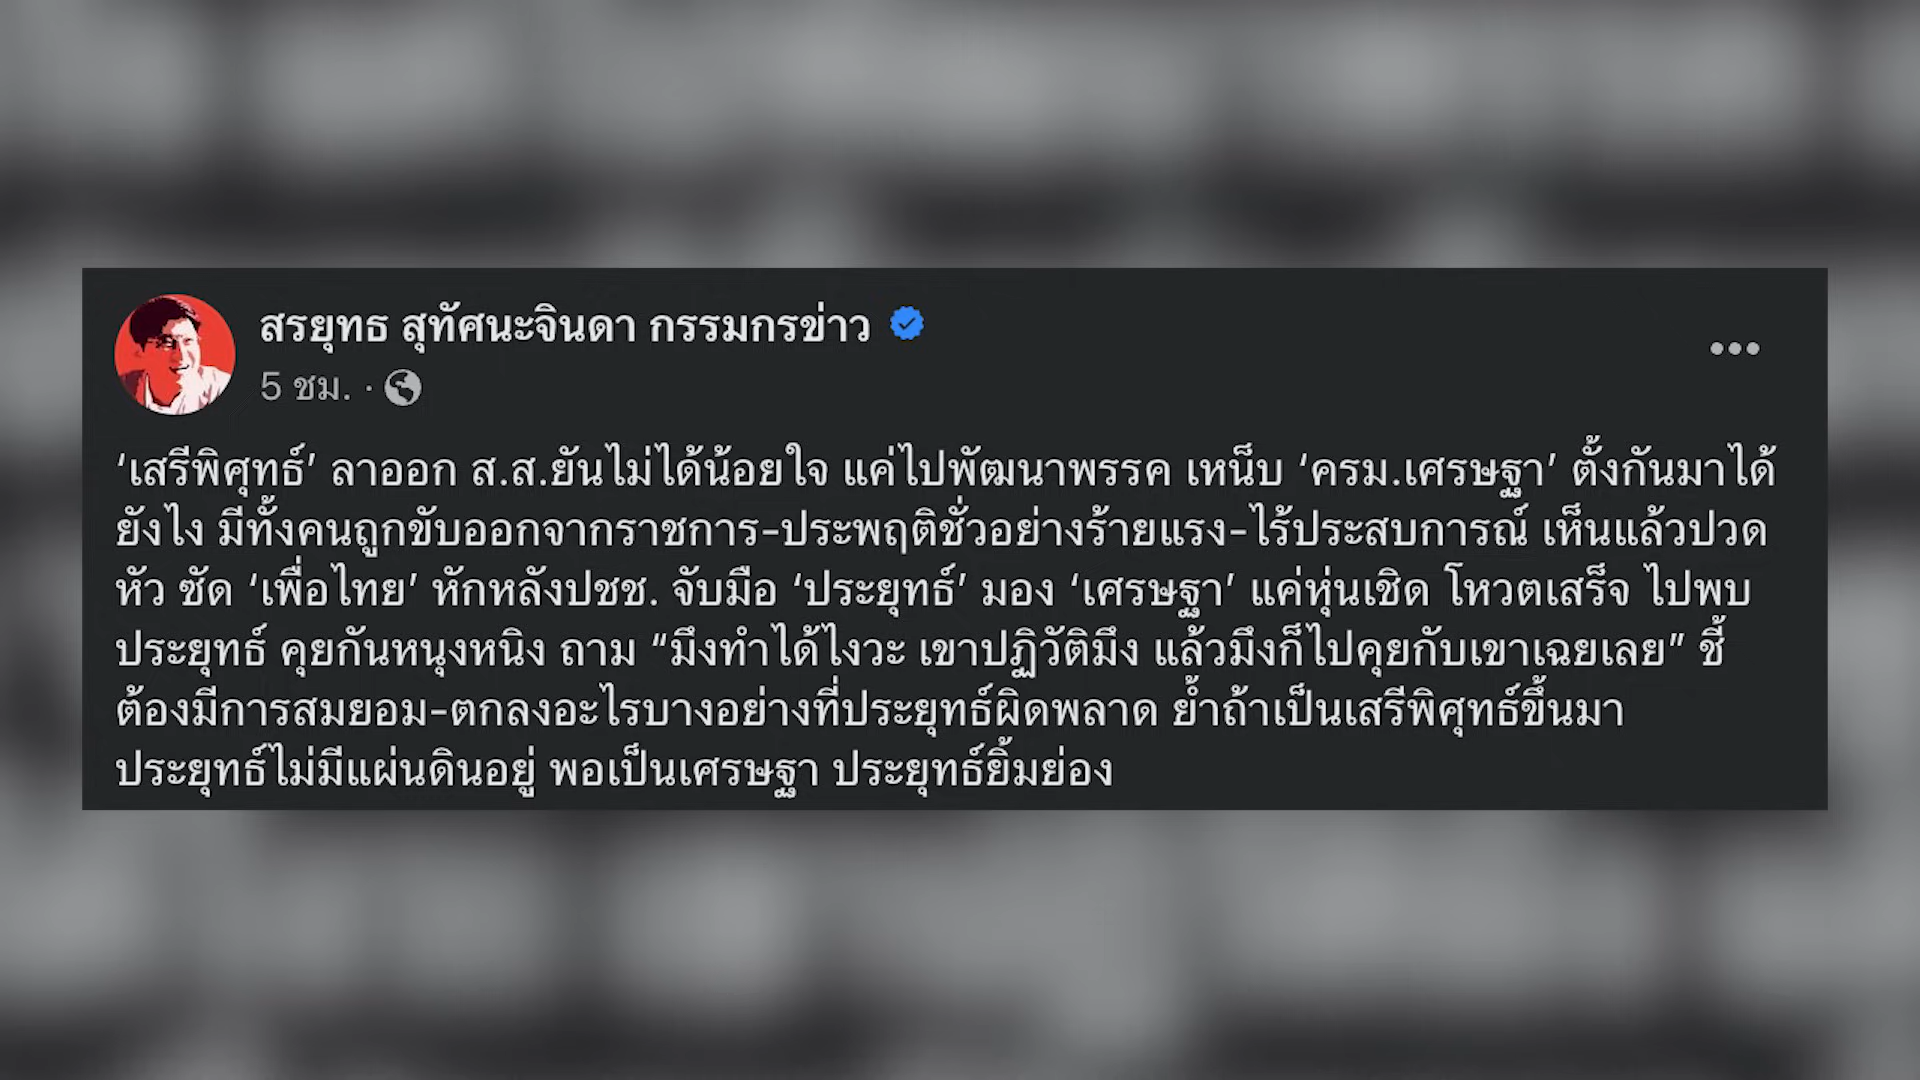 สรยุทธ สุทัศนะจินดา กรรมกรข่าว
5 ชม. ·
‘เสรีพิศุทธ์’ ลาออก ส.ส.ยันไม่ได้น้อยใจ แค่ไปพัฒนาพรรค เหน็บ ‘ครม.เศรษฐา’ ตั้งกันมาได้
ยังไง มีทั้งคนถูกขับออกจากราชการ-ประพฤติชั่วอย่างร้ายแรง-ไร้ประสบการณ์ เห็นแล้วปวด
หัว ซัด ‘เพื่อไทย’ หักหลังปชช. จับมือ ‘ประยุทธ์’ มอง ‘เศรษฐา’ แค่หุ่นเชิด โหวตเสร็จ ไปพบ
ประยุทธ์ คุยกันหนุงหนิง ถาม “มึงทำได้ไงวะ เขาปฏิวัติมึง แล้วมึงก็ไปคุยกับเขาเฉยเลย” ชี้
ต้องมีการสมยอม-ตกลงอะไรบางอย่างที่ประยุทธ์ผิดพลาด ย้ำถ้าเป็นเสรีพิศุทธ์ขึ้นมา
ประยุทธ์ไม่มีแผ่นดินอยู่ พอเป็นเศรษฐา ประยุทธ์ยิ้มย่อง